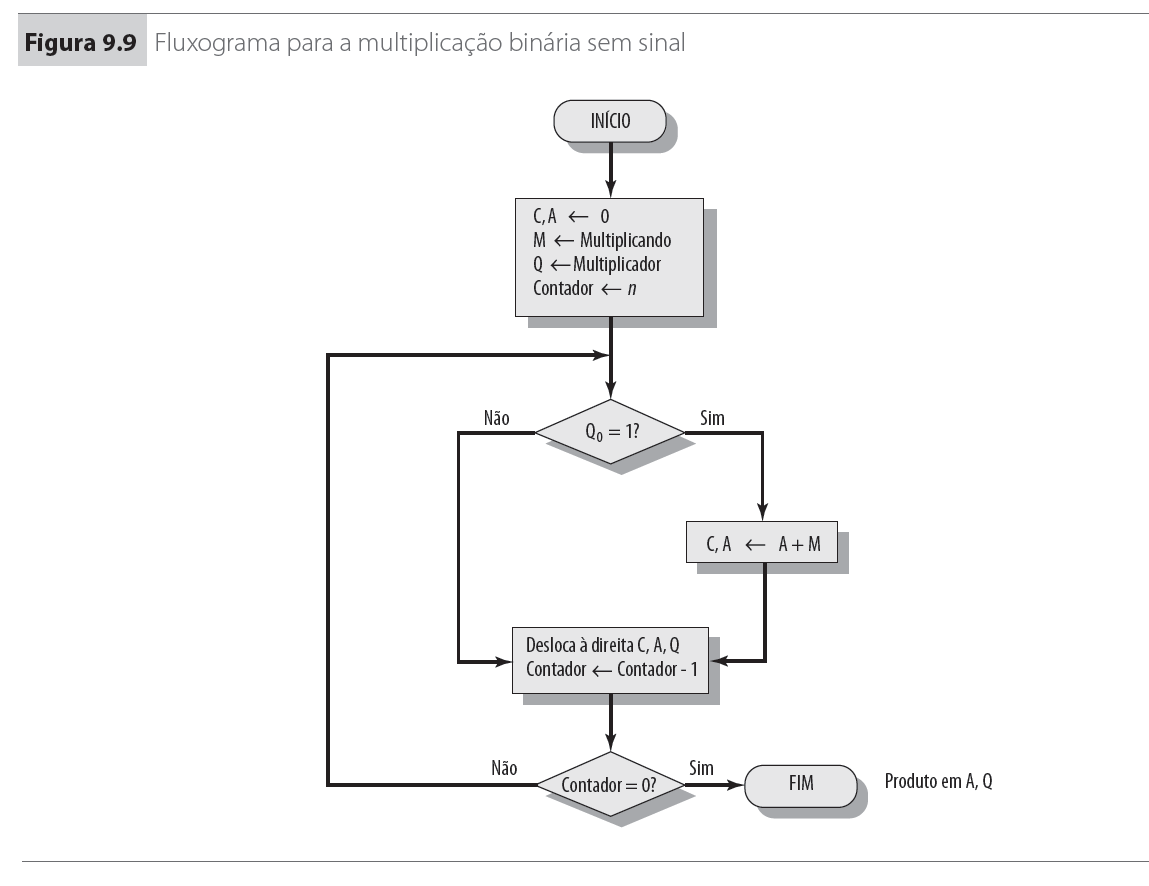 Figura 9.9 Fluxograma para a multiplicação binária sem sinal
INÍCIO
C, A ← 0
M ← Multiplicando
Q ← Multiplicador
Contador ← n
Não
Sim
Q₀ = 1?
C, A ← A + M
Desloca à direita C, A, Q
Contador ← Contador - 1
Não
Sim
Contador = 0?
FIM
Produto em A, Q